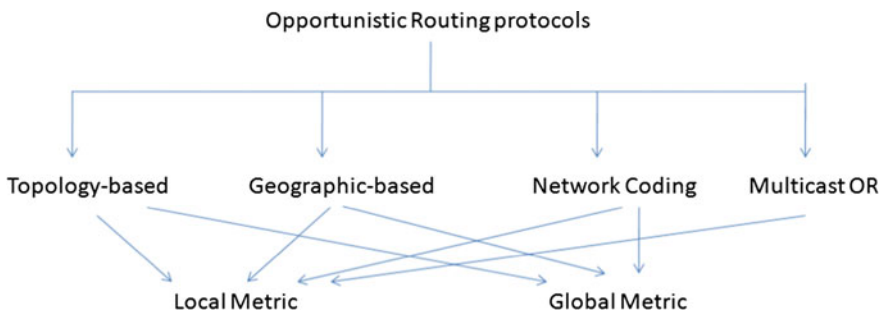 Opportunistic Routing protocols
Topology-based
Geographic-based
Network Coding
Multicast OR
Local Metric
Global Metric